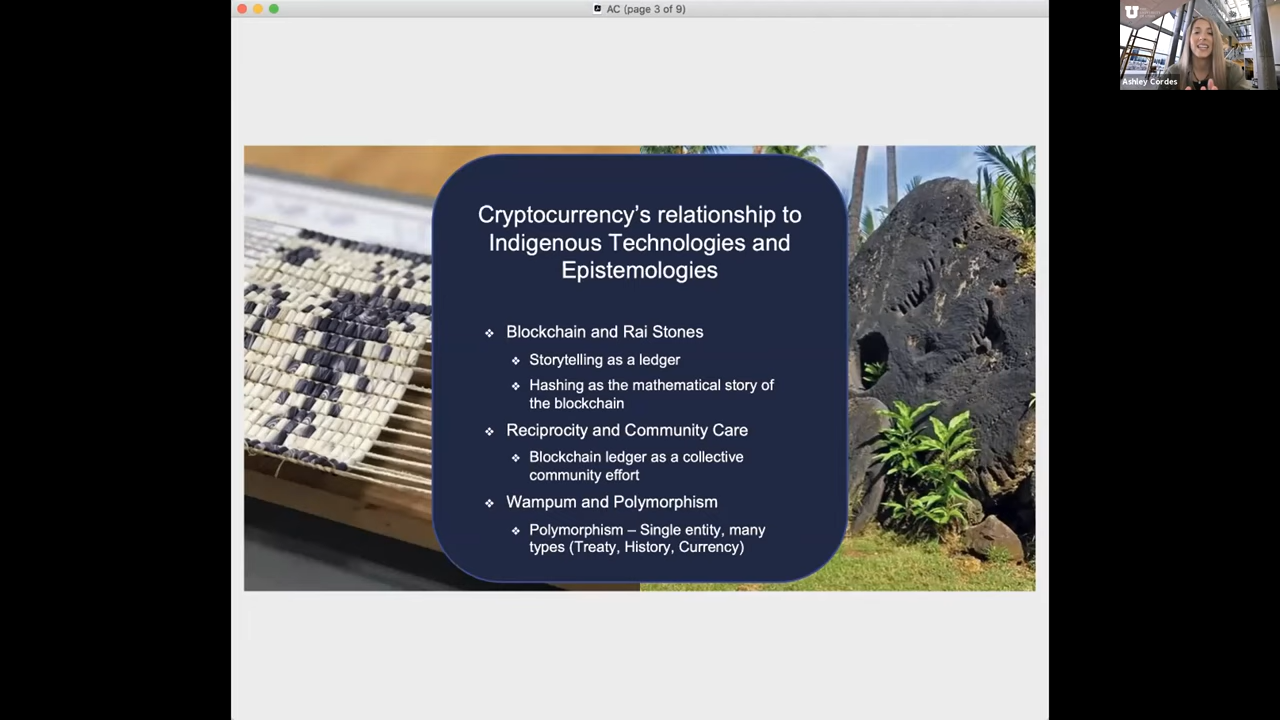 AC (page 3 of 9)
U
Ashley Cordes
Cryptocurrency’s relationship to
Indigenous Technologies and
Epistemologies
❖ Blockchain and Rai Stones
❖ Storytelling as a ledger
❖ Hashing as the mathematical story of
the blockchain
❖ Reciprocity and Community Care
❖ Blockchain ledger as a collective
community effort
❖ Wampum and Polymorphism
❖ Polymorphism – Single entity, many
types (Treaty, History, Currency)